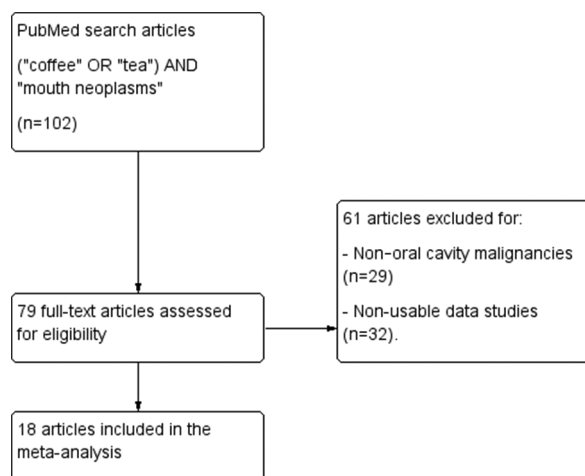 PubMed search articles
("coffee" OR "tea") AND
"mouth neoplasms"
(n=102)
61 articles excluded for:
- Non-oral cavity malignancies
(n=29)
- Non-usable data studies
(n=32).
79 full-text articles assessed
for eligibility
18 articles included in the
meta-analysis